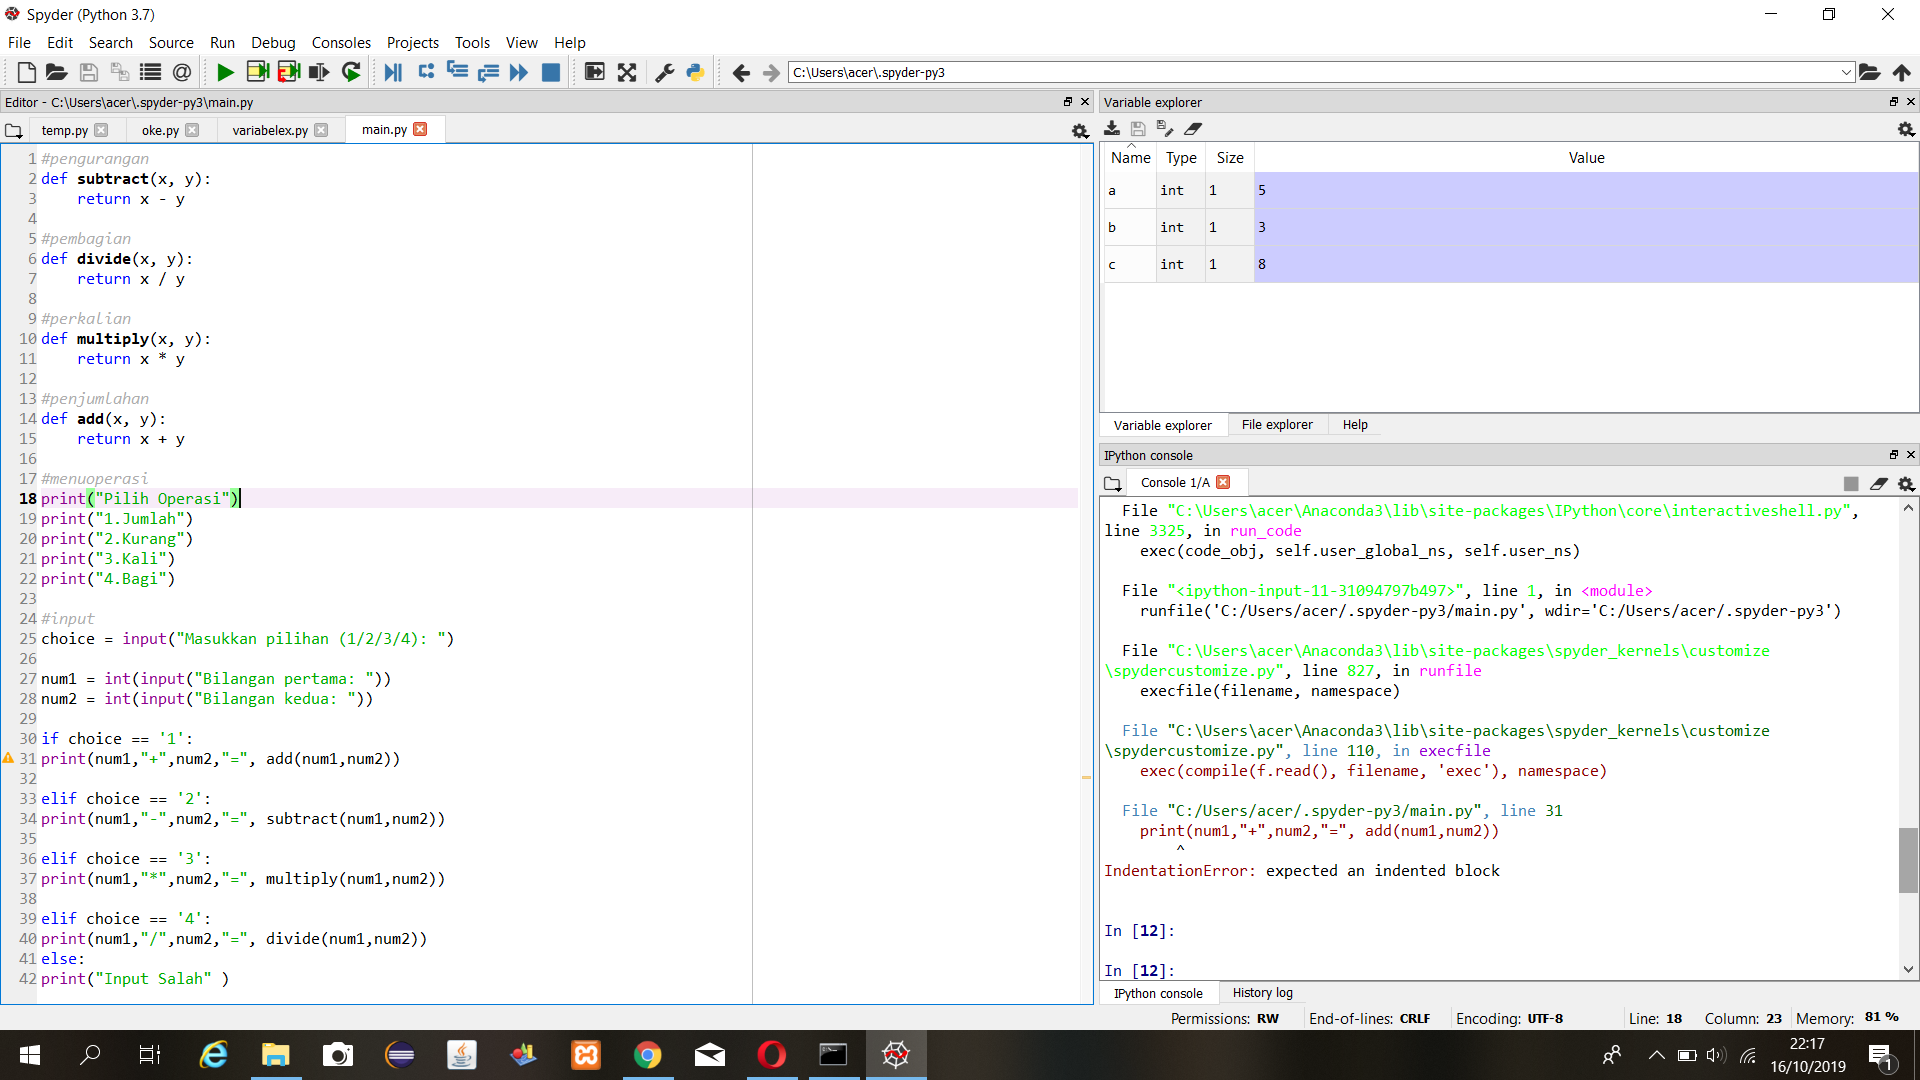 Spyder (Python 3.7)
File Edit Search Source Run Debug Consoles Projects Tools View Help
C:\Users\acer\.spyder-py3
Editor - C:\Users\acer\.spyder-py3\main.py
temp.py oke.py variabelex.py main.py
1 #pengurangan
2 def subtract(x, y):
3     return x - y
4
5 #pembagian
6 def divide(x, y):
7     return x / y
8
9 #perkalian
10 def multiply(x, y):
11     return x * y
12
13 #penjumlahan
14 def add(x, y):
15     return x + y
16
17 #menuoperasi
18 print("Pilih Operasi")
19 print("1.Jumlah")
20 print("2.Kurang")
21 print("3.Kali")
22 print("4.Bagi")
23
24 #input
25 choice = input("Masukkan pilihan (1/2/3/4): ")
26
27 num1 = int(input("Bilangan pertama: "))
28 num2 = int(input("Bilangan kedua: "))
29
30 if choice == '1':
31 print(num1,"+",num2,"=", add(num1,num2))
32
33 elif choice == '2':
34 print(num1,"-",num2,"=", subtract(num1,num2))
35
36 elif choice == '3':
37 print(num1,"*",num2,"=", multiply(num1,num2))
38
39 elif choice == '4':
40 print(num1,"/",num2,"=", divide(num1,num2))
41 else:
42 print("Input Salah" )
Variable explorer
Name Type Size Value
a int 1 5
b int 1 3
c int 1 8
Variable explorer File explorer Help
IPython console
Console 1/A
File "C:\Users\acer\Anaconda3\lib\site-packages\IPython\core\interactiveshell.py",
line 3325, in run_code
exec(code_obj, self.user_global_ns, self.user_ns)
File "<ipython-input-11-31094797b497>", line 1, in <module>
runfile('C:/Users/acer/.spyder-py3/main.py', wdir='C:/Users/acer/.spyder-py3')
File "C:\Users\acer\Anaconda3\lib\site-packages\spyder_kernels\customize
\spydercustomize.py", line 827, in runfile
execfile(filename, namespace)
File "C:\Users\acer\Anaconda3\lib\site-packages\spyder_kernels\customize
\spydercustomize.py", line 110, in execfile
exec(compile(f.read(), filename, 'exec'), namespace)
File "C:/Users/acer/.spyder-py3/main.py", line 31
print(num1,"+",num2,"=", add(num1,num2))
^
IndentationError: expected an indented block
In [12]:
In [12]:
IPython console History log
Permissions: RW End-of-lines: CRLF Encoding: UTF-8 Line: 18 Column: 23 Memory: 81 %
22:17
16/10/2019
1